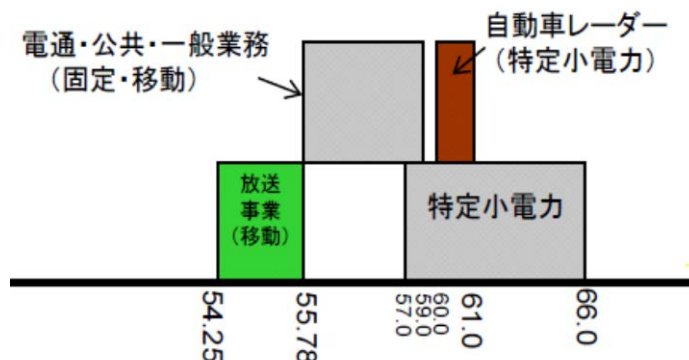 電通・公共・一般業務
(固定・移動)
自動車レーダー
(特定小電力)
放送
事業
(移動)
特定小電力
54.25
55.78
57.0
59.0
60.0
61.0
66.0